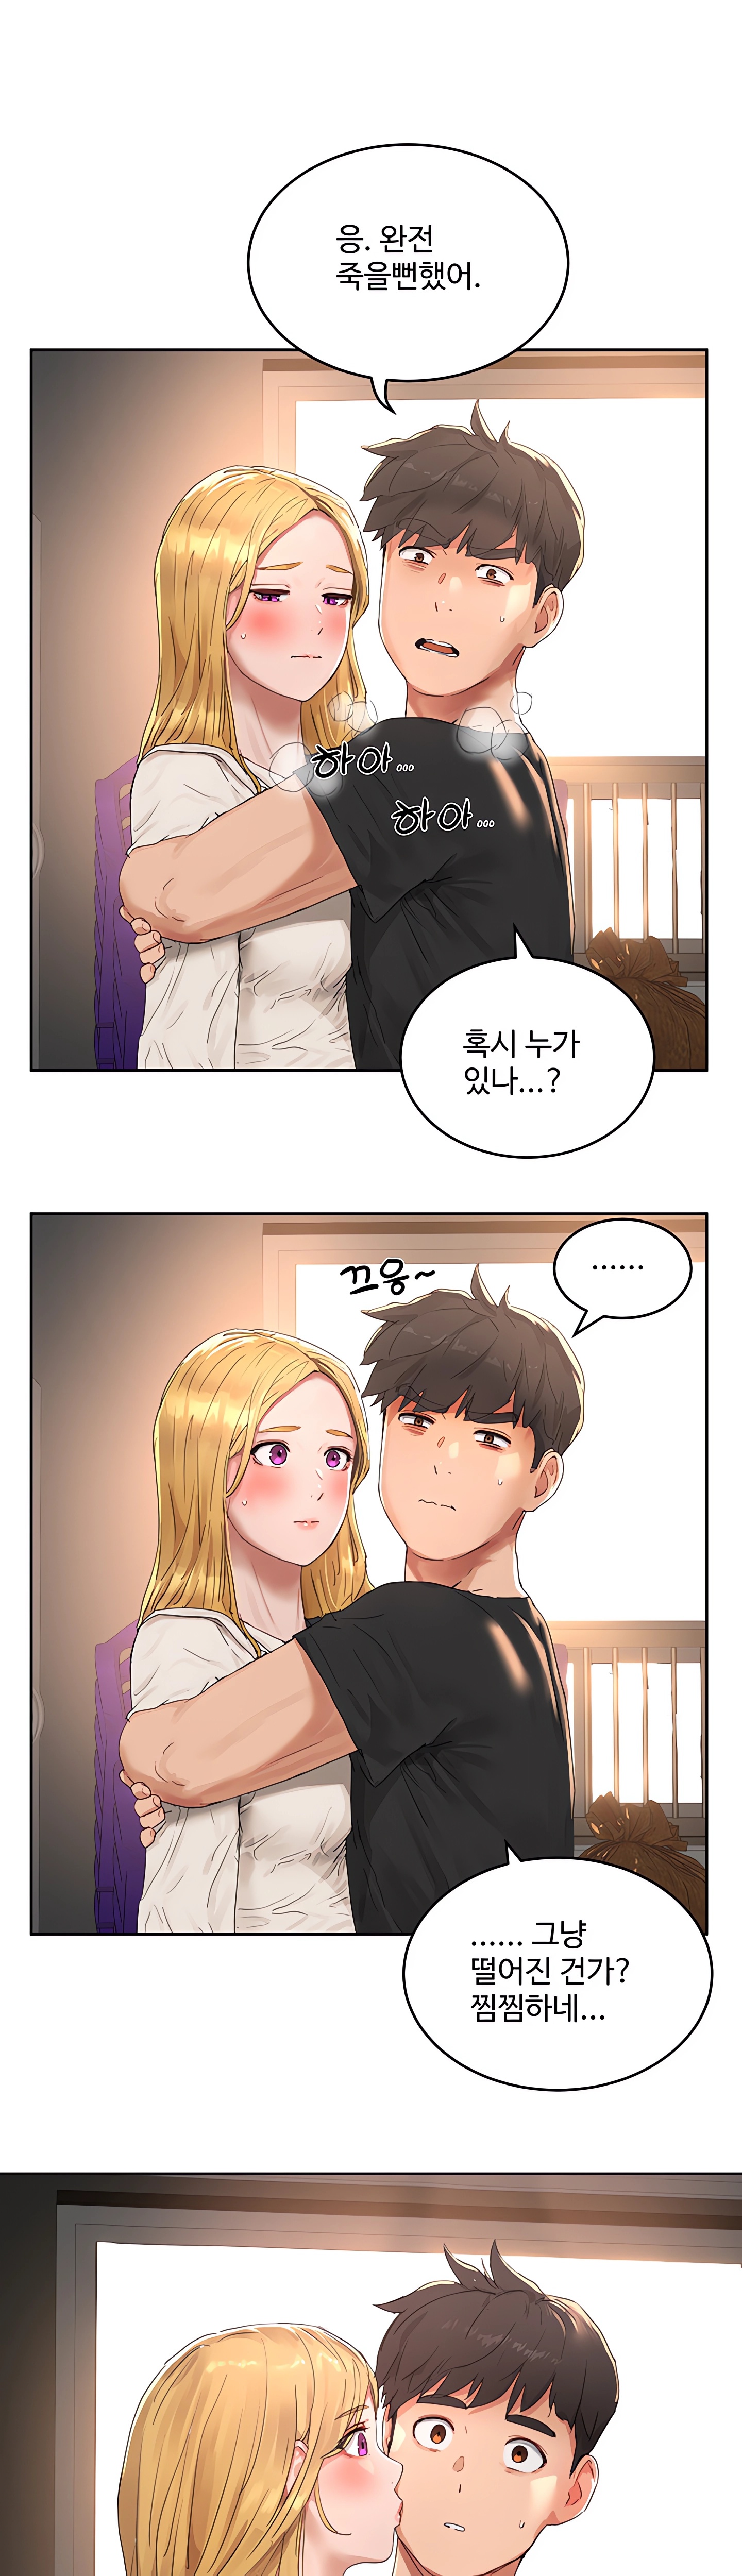 응. 완전
죽을뻔했어.
하아...
하아...
혹시 누가
있나...?
끄응~
......
...... 그냥
떨어진 건가?
찜찜하네...